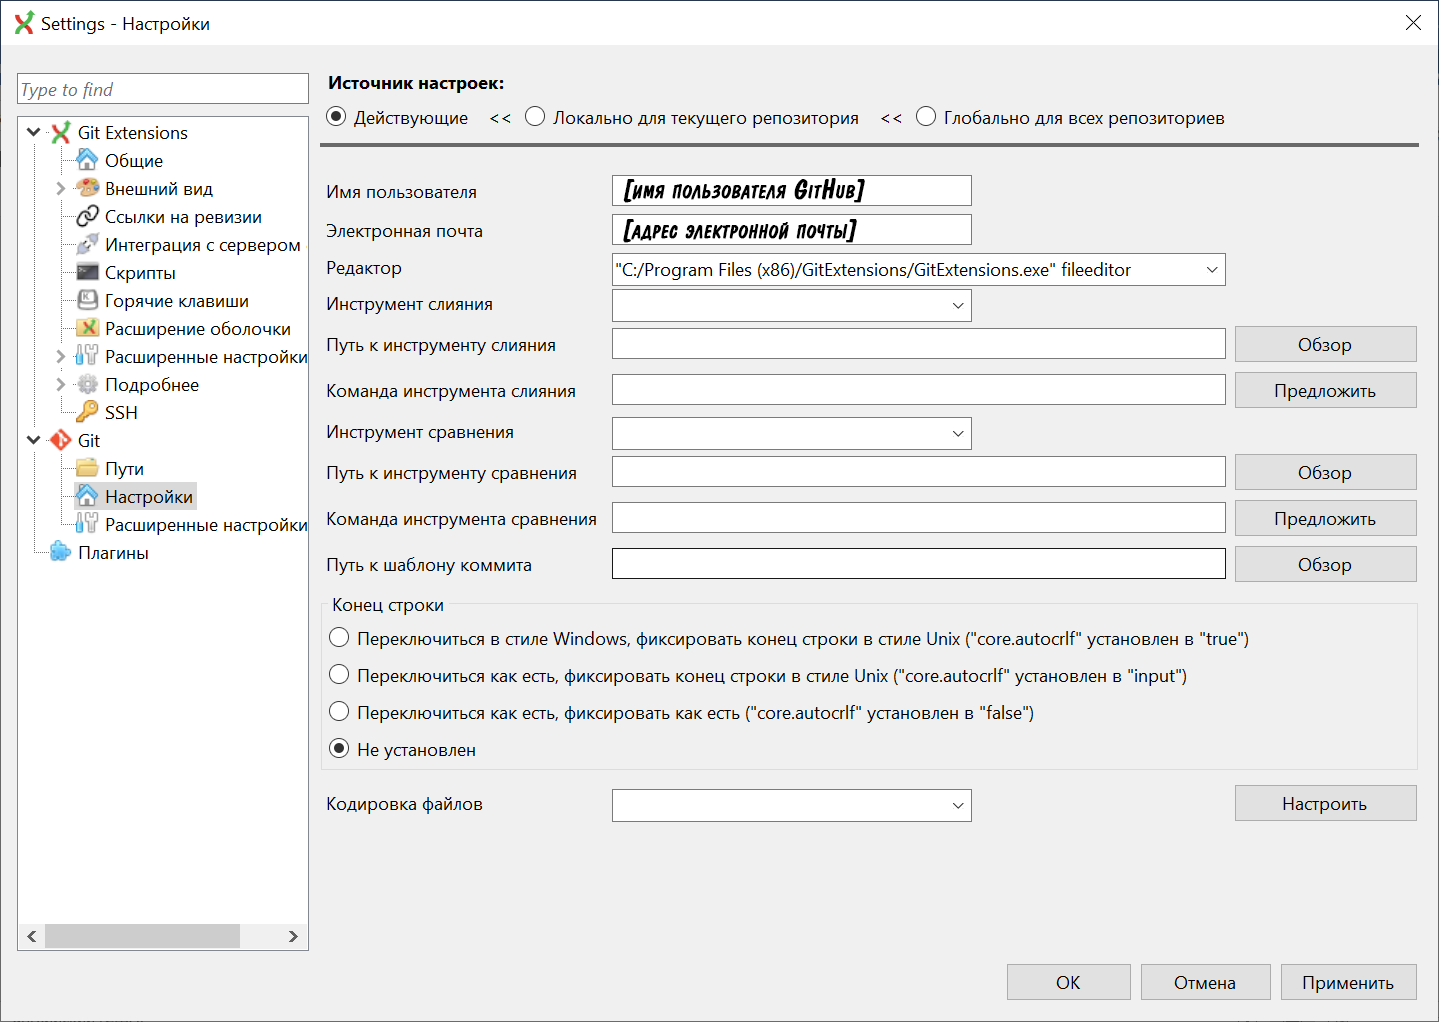 Settings - Настройки
Type to find
Git Extensions
Общие
Внешний вид
Ссылки на ревизии
Интеграция с сервером
Скрипты
Горячие клавиши
Расширение оболочки
Расширенные настройки
Подробнее
SSH
Git
Пути
Настройки
Расширенные настройки
Плагины
Источник настроек:
Действующие << Локально для текущего репозитория << Глобально для всех репозиториев
Имя пользователя [имя пользователя GitHub]
Электронная почта [адрес электронной почты]
Редактор "C:/Program Files (x86)/GitExtensions/GitExtensions.exe" fileeditor
Инструмент слияния
Путь к инструменту слияния Обзор
Команда инструмента слияния Предложить
Инструмент сравнения
Путь к инструменту сравнения Обзор
Команда инструмента сравнения Предложить
Путь к шаблону коммита Обзор
Конец строки
Переключиться в стиле Windows, фиксировать конец строки в стиле Unix ("core.autocrlf" установлен в "true")
Переключиться как есть, фиксировать конец строки в стиле Unix ("core.autocrlf" установлен в "input")
Переключиться как есть, фиксировать как есть ("core.autocrlf" установлен в "false")
Не установлен
Кодировка файлов Настроить
OK Отмена Применить